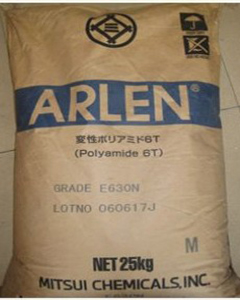 ARLEN®
変性ポリアミド6T
(Polyamide 6T)
GRADE E630N
LOTNO 060617J
M
NET 25kg
MITSUI CHEMICALS, INC.